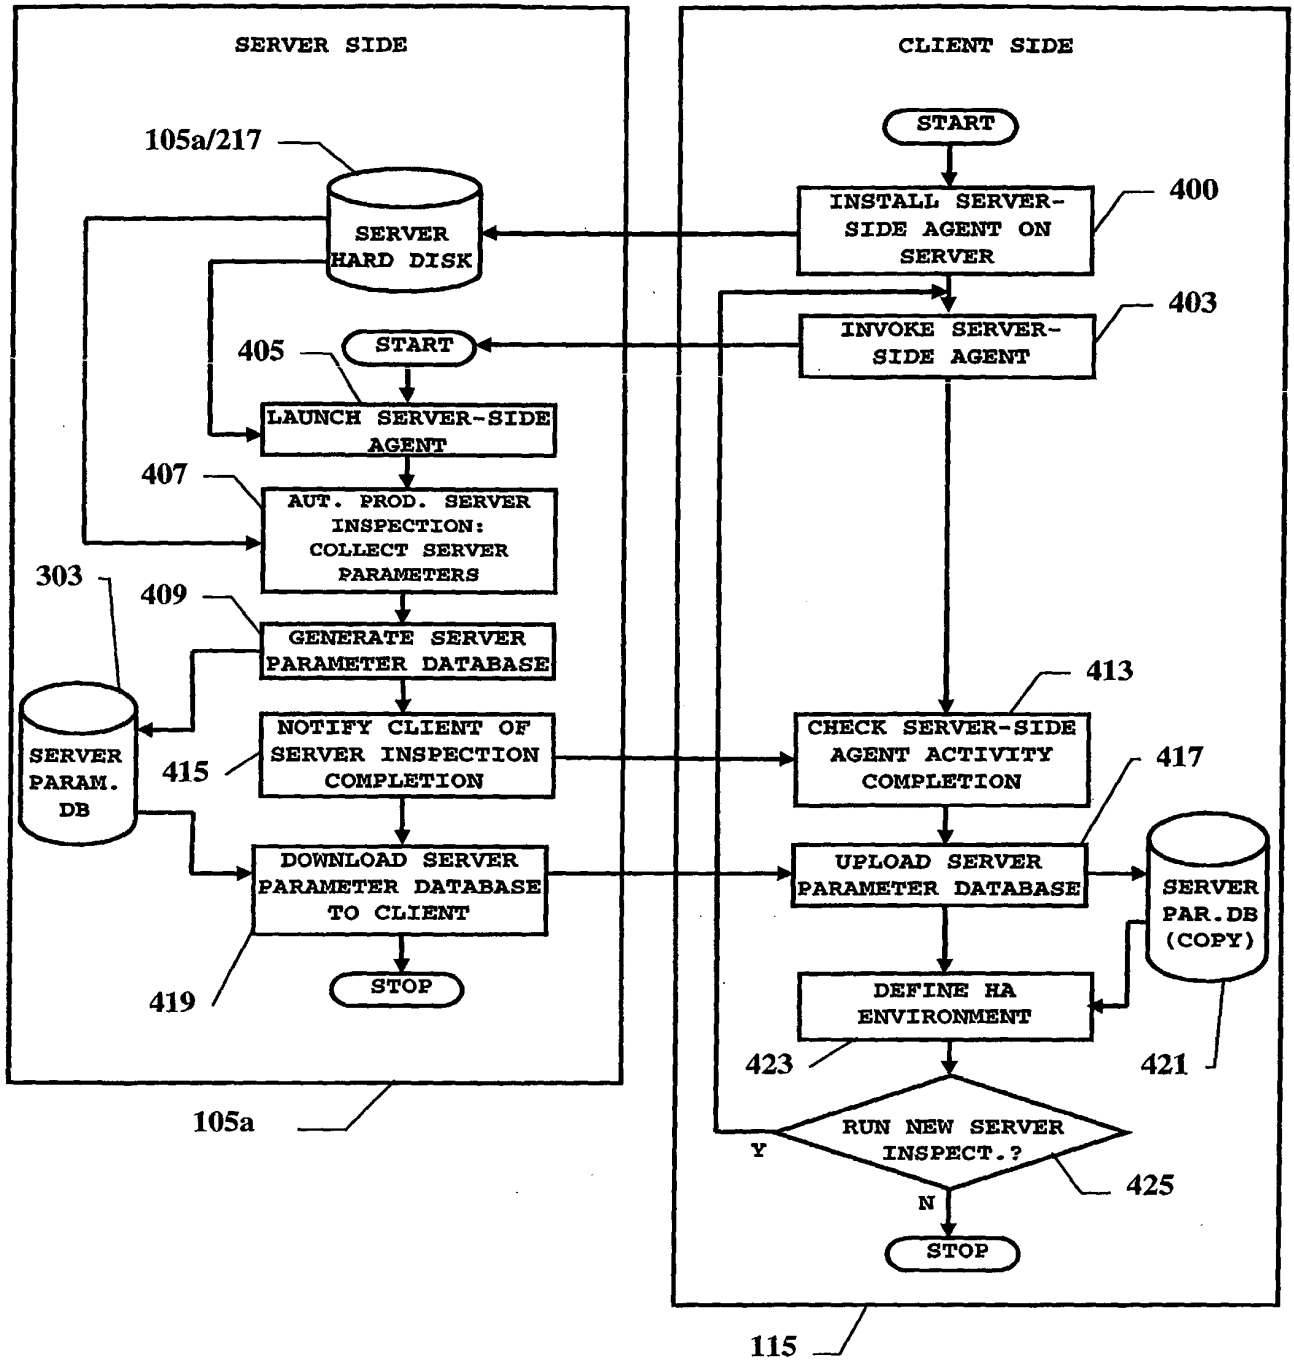 SERVER SIDE
105a/217
SERVER
HARD DISK
START
405
LAUNCH SERVER-SIDE
AGENT
407
AUT. PROD. SERVER
INSPECTION:
COLLECT SERVER
PARAMETERS
303
409
GENERATE SERVER
PARAMETER DATABASE
SERVER
PARAM.
DB
NOTIFY CLIENT OF
SERVER INSPECTION
COMPLETION
415
DOWNLOAD SERVER
PARAMETER DATABASE
TO CLIENT
419
STOP
105a
CLIENT SIDE
START
INSTALL SERVER-
SIDE AGENT ON
SERVER
400
INVOKE SERVER-
SIDE AGENT
403
413
CHECK SERVER-SIDE
AGENT ACTIVITY
COMPLETION
417
UPLOAD SERVER
PARAMETER DATABASE
SERVER
PAR.DB
(COPY)
DEFINE HA
ENVIRONMENT
423
421
RUN NEW SERVER
INSPECT.?
Y
425
N
STOP
115